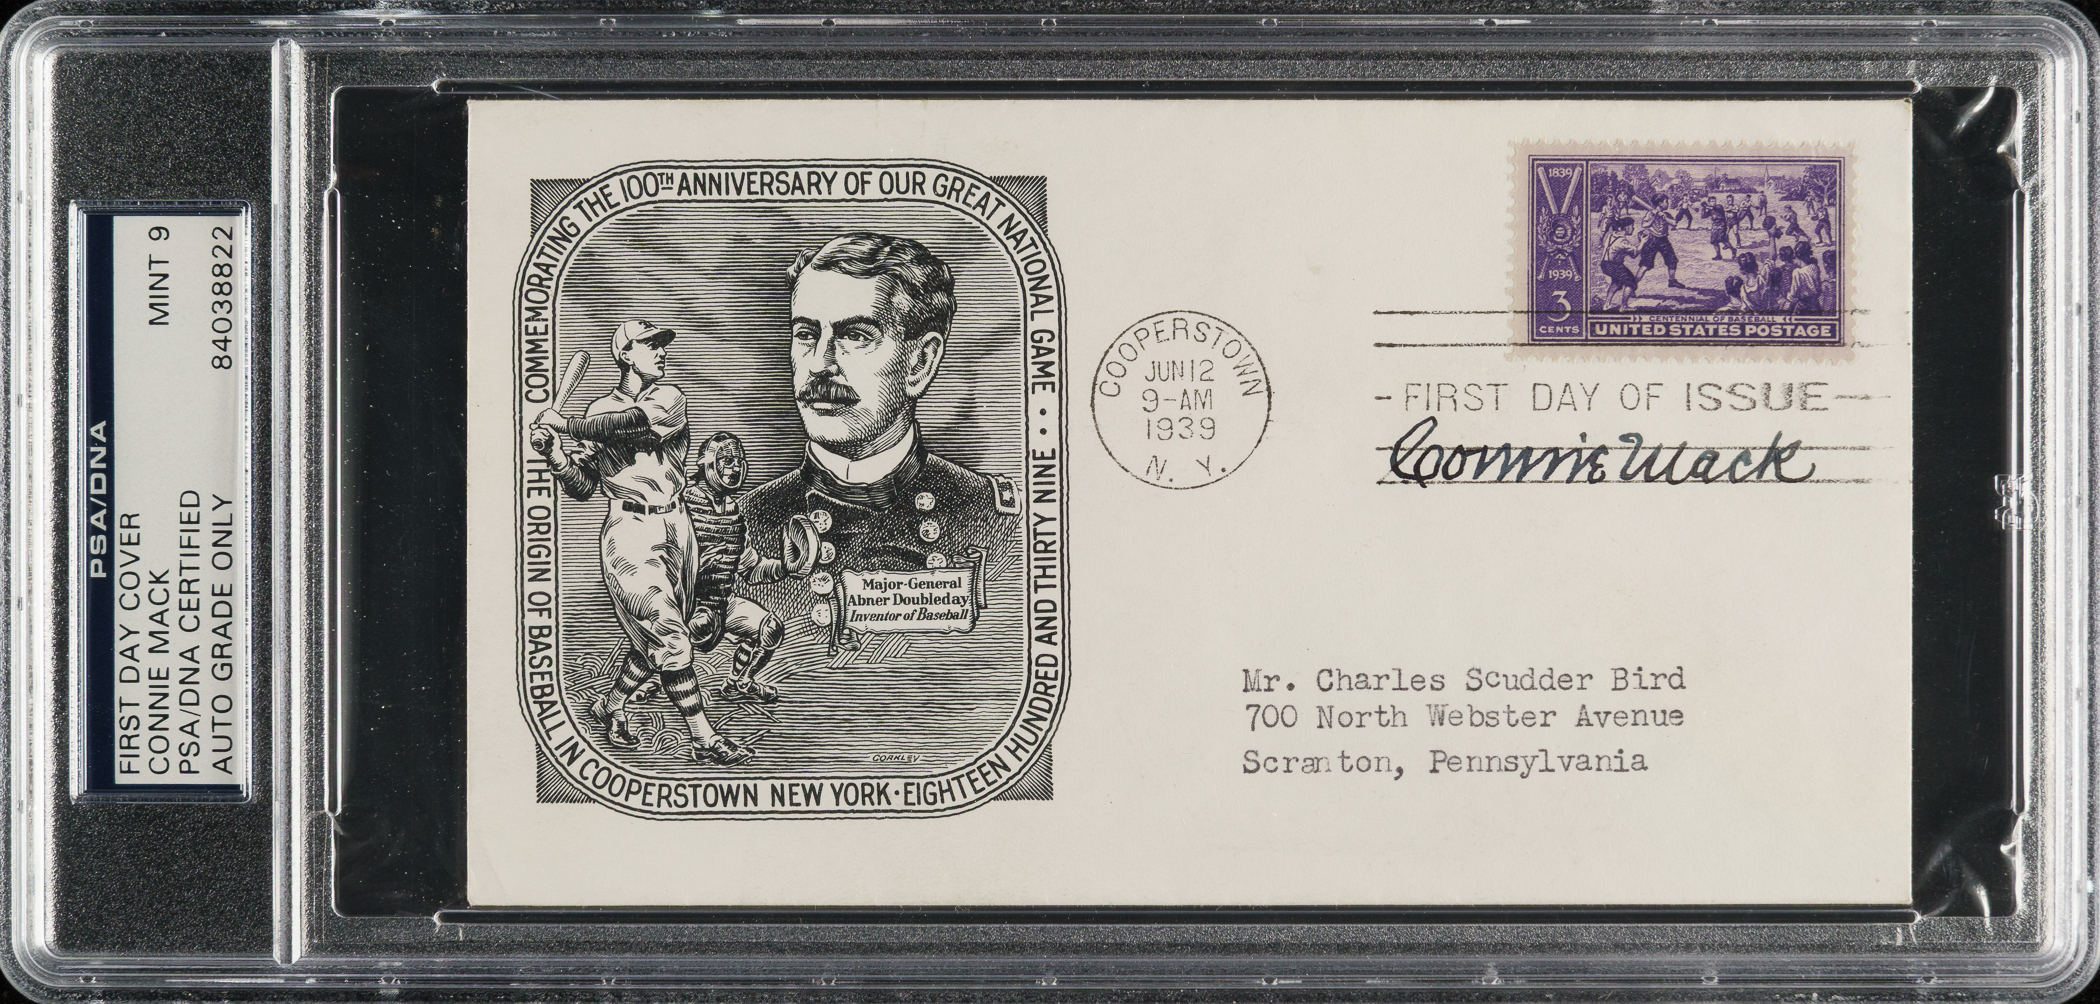 PSA/DNA
FIRST DAY COVER
CONNIE MACK
PSA/DNA CERTIFIED
AUTO GRADE ONLY
MINT 9
84038822
COMMEMORATING THE 100TH ANNIVERSARY OF OUR GREAT NATIONAL GAME • •
THE ORIGIN OF BASEBALL IN COOPERSTOWN NEW YORK • EIGHTEEN HUNDRED AND THIRTY NINE
Major-General
Abner Doubleday
Inventor of Baseball
COAKLEY
COOPERSTOWN
JUN 12
9-AM
1939
N. Y.
1839
1939
3
CENTS
CENTENNIAL OF BASEBALL
UNITED STATES POSTAGE
- FIRST DAY OF ISSUE -
Connie Mack
Mr. Charles Scudder Bird
700 North Webster Avenue
Scranton, Pennsylvania